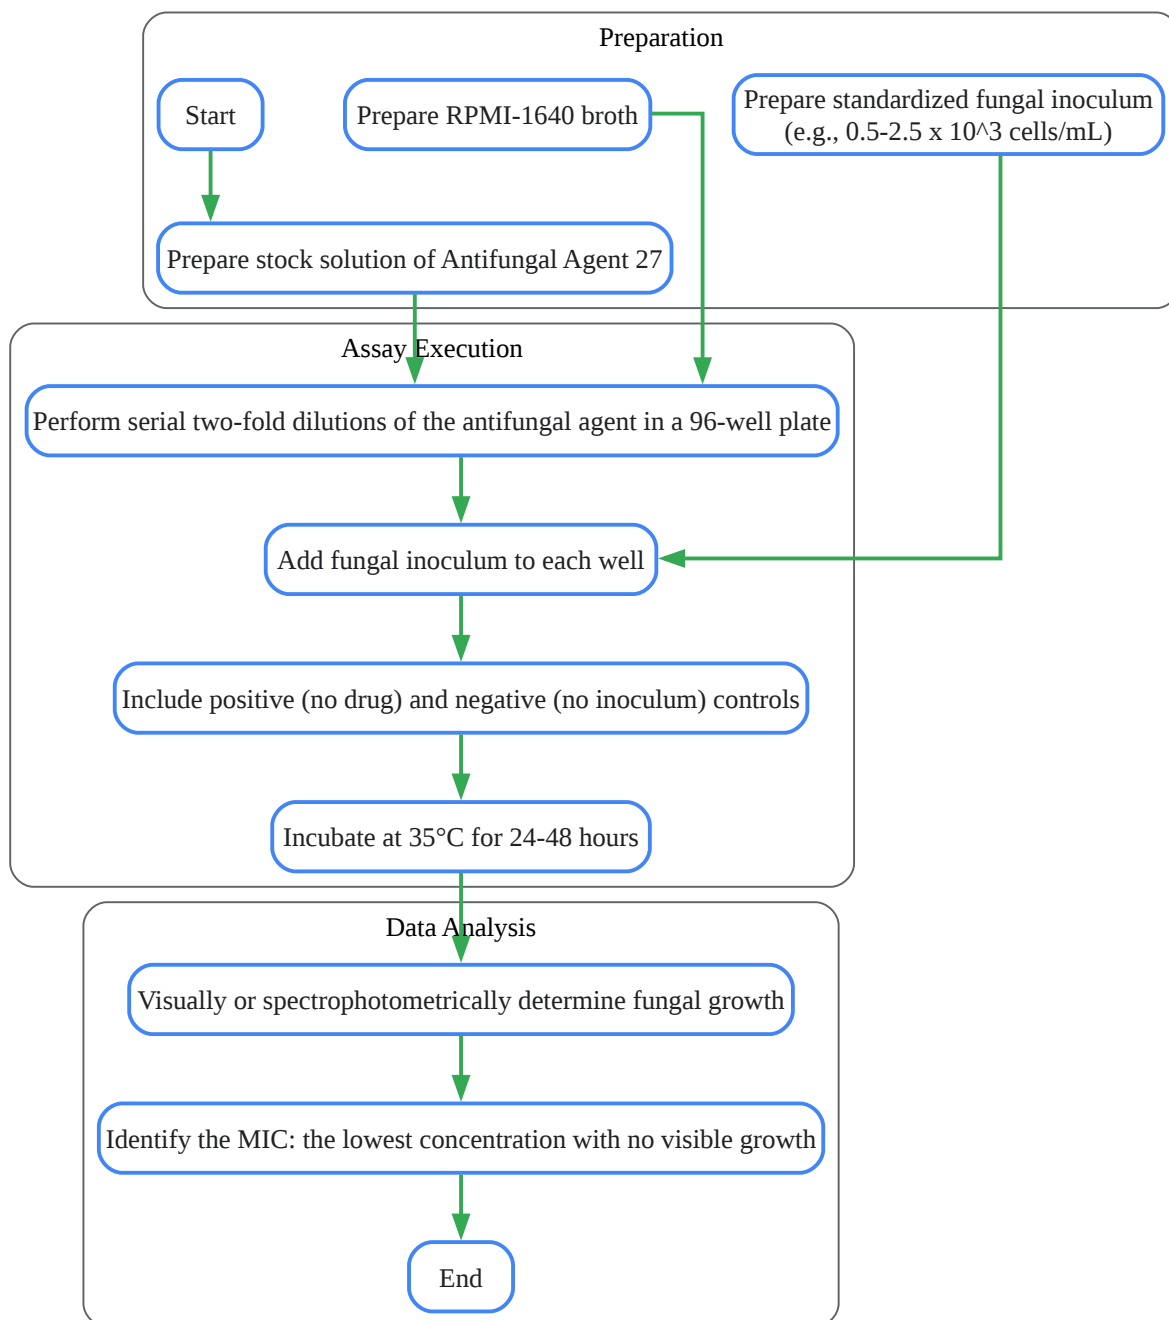 Preparation
Start
Prepare RPMI-1640 broth
Prepare standardized fungal inoculum
(e.g., 0.5-2.5 x 10^3 cells/mL)
Prepare stock solution of Antifungal Agent 27
Assay Execution
Perform serial two-fold dilutions of the antifungal agent in a 96-well plate
Add fungal inoculum to each well
Include positive (no drug) and negative (no inoculum) controls
Incubate at 35°C for 24-48 hours
Data Analysis
Visually or spectrophotometrically determine fungal growth
Identify the MIC: the lowest concentration with no visible growth
End